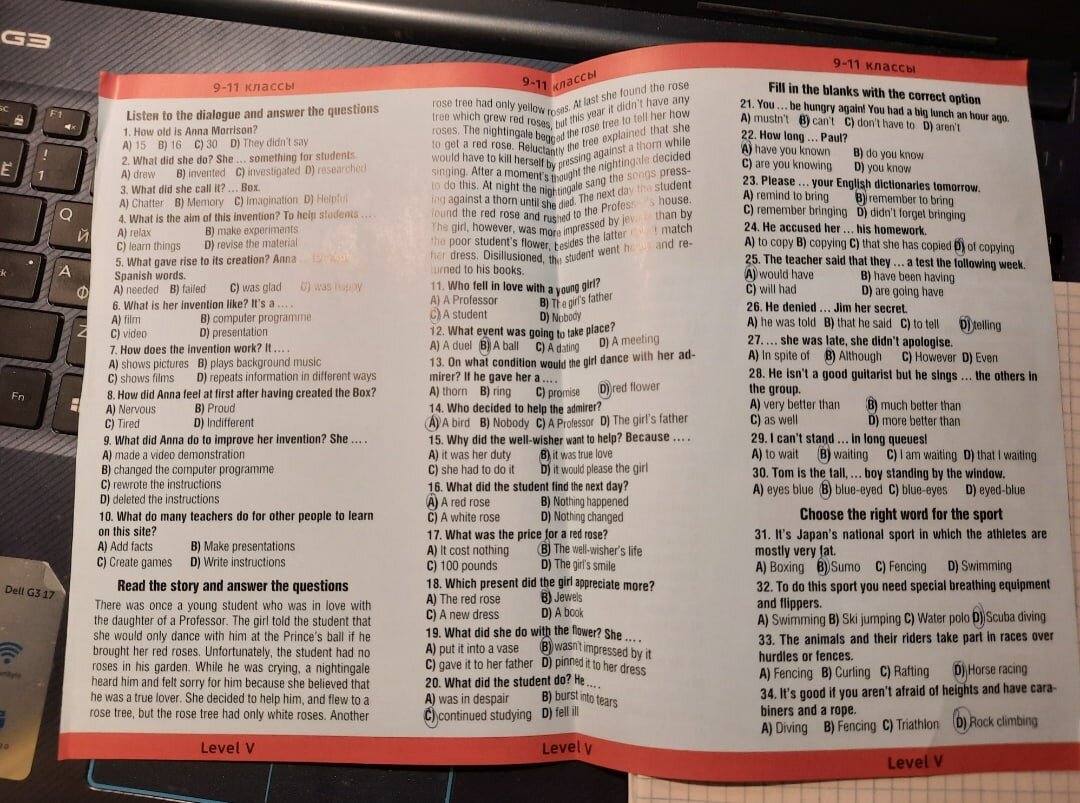 G3
9-11 классы
Listen to the dialogue and answer the questions
1. How old is Anna Morrison?
A) 15 B) 16 C) 30 D) They didn't say
2. What did she do? She ... something for students.
A) drew B) invented C) investigated D) researched
3. What did she call it? ... Box.
A) Chatter B) Memory C) Imagination D) Helpful
4. What is the aim of this invention? To help students ....
A) relax B) make experiments
C) learn things D) revise the material
5. What gave rise to its creation? Anna ...
Spanish words.
A) needed B) failed C) was glad D) was happy
6. What is her invention like? It's a ....
A) film B) computer programme
C) video D) presentation
7. How does the invention work? It ....
A) shows pictures B) plays background music
C) shows films D) repeats information in different ways
8. How did Anna feel at first after having created the Box?
A) Nervous B) Proud
C) Tired D) Indifferent
9. What did Anna do to improve her invention? She ....
A) made a video demonstration
B) changed the computer programme
C) rewrote the instructions
D) deleted the instructions
10. What do many teachers do for other people to learn
on this site?
A) Add facts B) Make presentations
C) Create games D) Write instructions
Read the story and answer the questions
There was once a young student who was in love with
the daughter of a Professor. The girl told the student that
she would only dance with him at the Prince's ball if he
brought her red roses. Unfortunately, the student had no
roses in his garden. While he was crying, a nightingale
heard him and felt sorry for him because she believed that
he was a true lover. She decided to help him, and flew to a
rose tree, but the rose tree had only white roses. Another
Level V
9-11 классы
rose tree had only yellow roses. At last she found the rose
tree which grew red roses, but this year it didn't have any
roses. The nightingale begged the rose tree to tell her how
to get a red rose. Reluctantly the tree explained that she
would have to kill herself by pressing against a thorn while
singing. After a moment's thought the nightingale decided
to do this. At night the nightingale sang the songs press-
ing against a thorn until she died. The next day the student
found the red rose and rushed to the Professor's house.
The girl, however, was more impressed by jewels than by
the poor student's flower, besides the latter didn't match
her dress. Disillusioned, the student went home and re-
turned to his books.
11. Who fell in love with a young girl?
A) A Professor B) The girl's father
C) A student D) Nobody
12. What event was going to take place?
A) A duel B) A ball C) A dating D) A meeting
13. On what condition would the girl dance with her ad-
mirer? If he gave her a ....
A) thorn B) ring C) promise D) red flower
14. Who decided to help the admirer?
A) A bird B) Nobody C) A Professor D) The girl's father
15. Why did the well-wisher want to help? Because ....
A) it was her duty B) it was true love
C) she had to do it D) it would please the girl
16. What did the student find the next day?
A) A red rose B) Nothing happened
C) A white rose D) Nothing changed
17. What was the price for a red rose?
A) It cost nothing B) The well-wisher's life
C) 100 pounds D) The girl's smile
18. Which present did the girl appreciate more?
A) The red rose B) Jewels
C) A new dress D) A book
19. What did she do with the flower? She ....
A) put it into a vase B) wasn't impressed by it
C) gave it to her father D) pinned it to her dress
20. What did the student do? He ....
A) was in despair B) burst into tears
C) continued studying D) fell ill
Level V
9-11 классы
Fill in the blanks with the correct option
21. You ... be hungry again! You had a big lunch an hour ago.
A) mustn't B) can't C) don't have to D) aren't
22. How long ... Paul?
A) have you known B) do you know
C) are you knowing D) you know
23. Please ... your English dictionaries tomorrow.
A) remind to bring B) remember to bring
C) remember bringing D) didn't forget bringing
24. He accused her ... his homework.
A) to copy B) copying C) that she has copied D) of copying
25. The teacher said that they ... a test the following week.
A) would have B) have been having
C) will had D) are going have
26. He denied ... Jim her secret.
A) he was told B) that he said C) to tell D) telling
27. ... she was late, she didn't apologise.
A) In spite of B) Although C) However D) Even
28. He isn't a good guitarist but he sings ... the others in
the group.
A) very better than B) much better than
C) as well D) more better than
29. I can't stand ... in long queues!
A) to wait B) waiting C) I am waiting D) that I waiting
30. Tom is the tall, ... boy standing by the window.
A) eyes blue B) blue-eyed C) blue-eyes D) eyed-blue
Choose the right word for the sport
31. It's Japan's national sport in which the athletes are
mostly very fat.
A) Boxing B) Sumo C) Fencing D) Swimming
32. To do this sport you need special breathing equipment
and flippers.
A) Swimming B) Ski jumping C) Water polo D) Scuba diving
33. The animals and their riders take part in races over
hurdles or fences.
A) Fencing B) Curling C) Rafting D) Horse racing
34. It's good if you aren't afraid of heights and have cara-
biners and a rope.
A) Diving B) Fencing C) Triathlon D) Rock climbing
Level V
F1
Fn
Dell G3 17